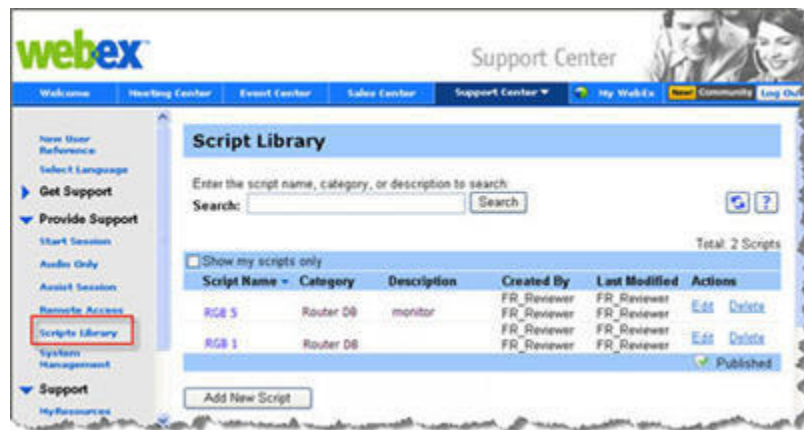 webex
Support Center
Welcome Meeting Center Event Center Sales Center Support Center My WebEx New! Community Log Out
New User
Reference
Select Language
Get Support
Provide Support
Start Session
Audio Only
Assist Session
Remote Access
Scripts Library
System
Management
Support
MyResources
Script Library
Enter the script name, category, or description to search:
Search: Search
?
Total: 2 Scripts
Show my scripts only
Script Name Category Description Created By Last Modified Actions
RGB 5 Router DB monitor FR_Reviewer FR_Reviewer FR_Reviewer FR_Reviewer Edit Delete
RGB 1 Router DB FR_Reviewer FR_Reviewer FR_Reviewer FR_Reviewer Edit Delete
Published
Add New Script